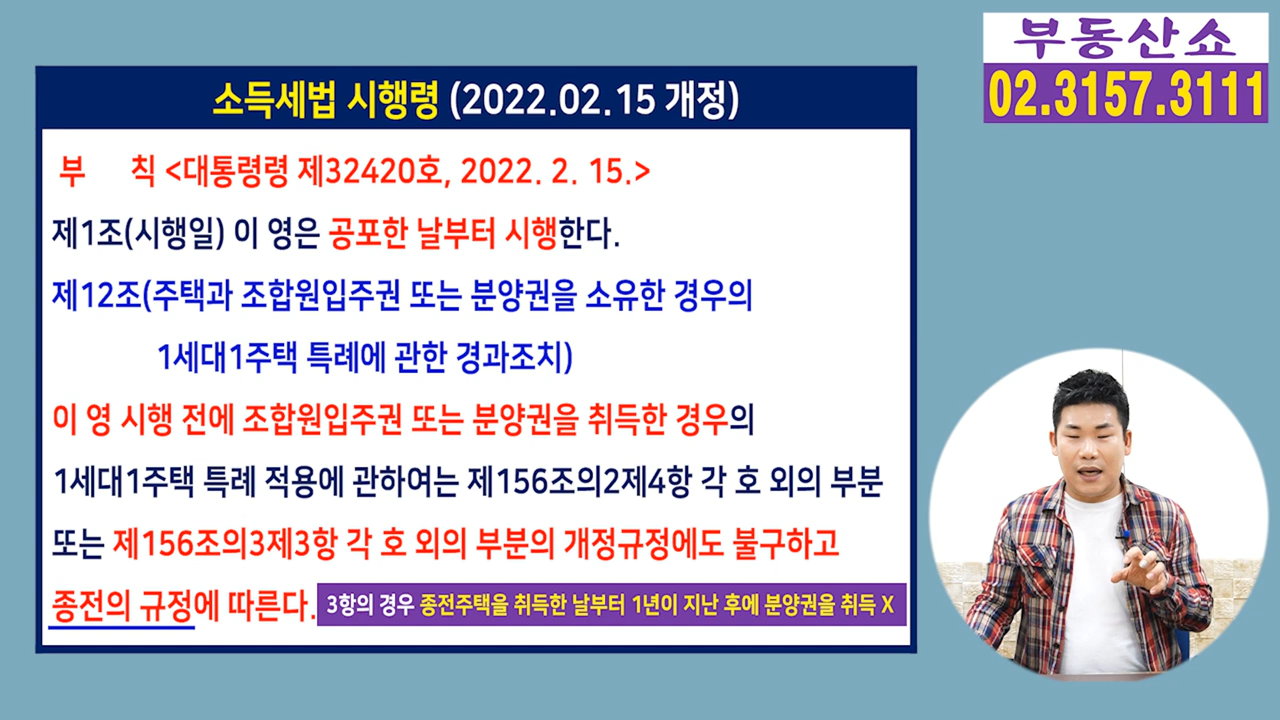 부동산쇼
02.3157.3111
소득세법 시행령 (2022.02.15 개정)
부 칙 <대통령령 제32420호, 2022. 2. 15.>
제1조(시행일) 이 영은 공포한 날부터 시행한다.
제12조(주택과 조합원입주권 또는 분양권을 소유한 경우의
1세대1주택 특례에 관한 경과조치)
이 영 시행 전에 조합원입주권 또는 분양권을 취득한 경우의
1세대1주택 특례 적용에 관하여는 제156조의2제4항 각 호 외의 부분
또는 제156조의3제3항 각 호 외의 부분의 개정규정에도 불구하고
종전의 규정에 따른다.
3항의 경우 종전주택을 취득한 날부터 1년이 지난 후에 분양권을 취득 X